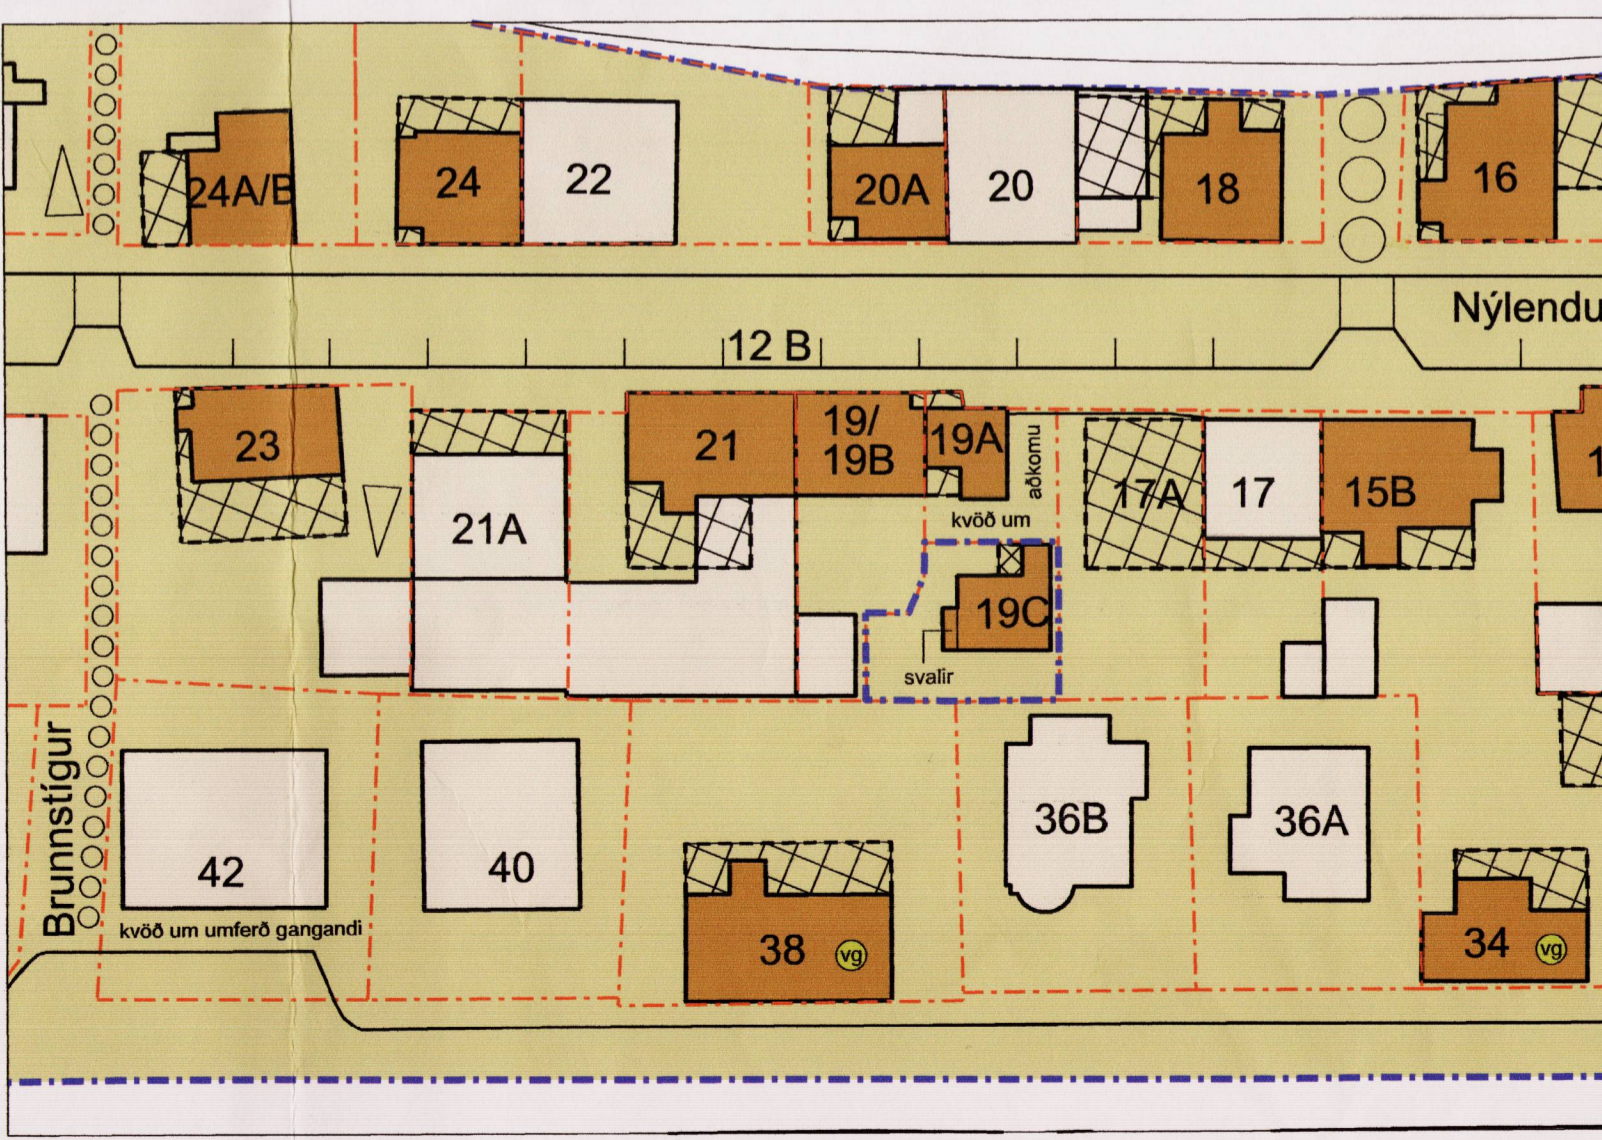 24A/B
24
22
20A
20
18
16
Nýlendu
12 B
23
21A
21
19/
19B
19A
aðkomu
kvöð um
17A
17
15B
1
19C
svalir
Brunnstígur
42
40
38
vg
36B
36A
34
vg
kvöð um umferð gangandi